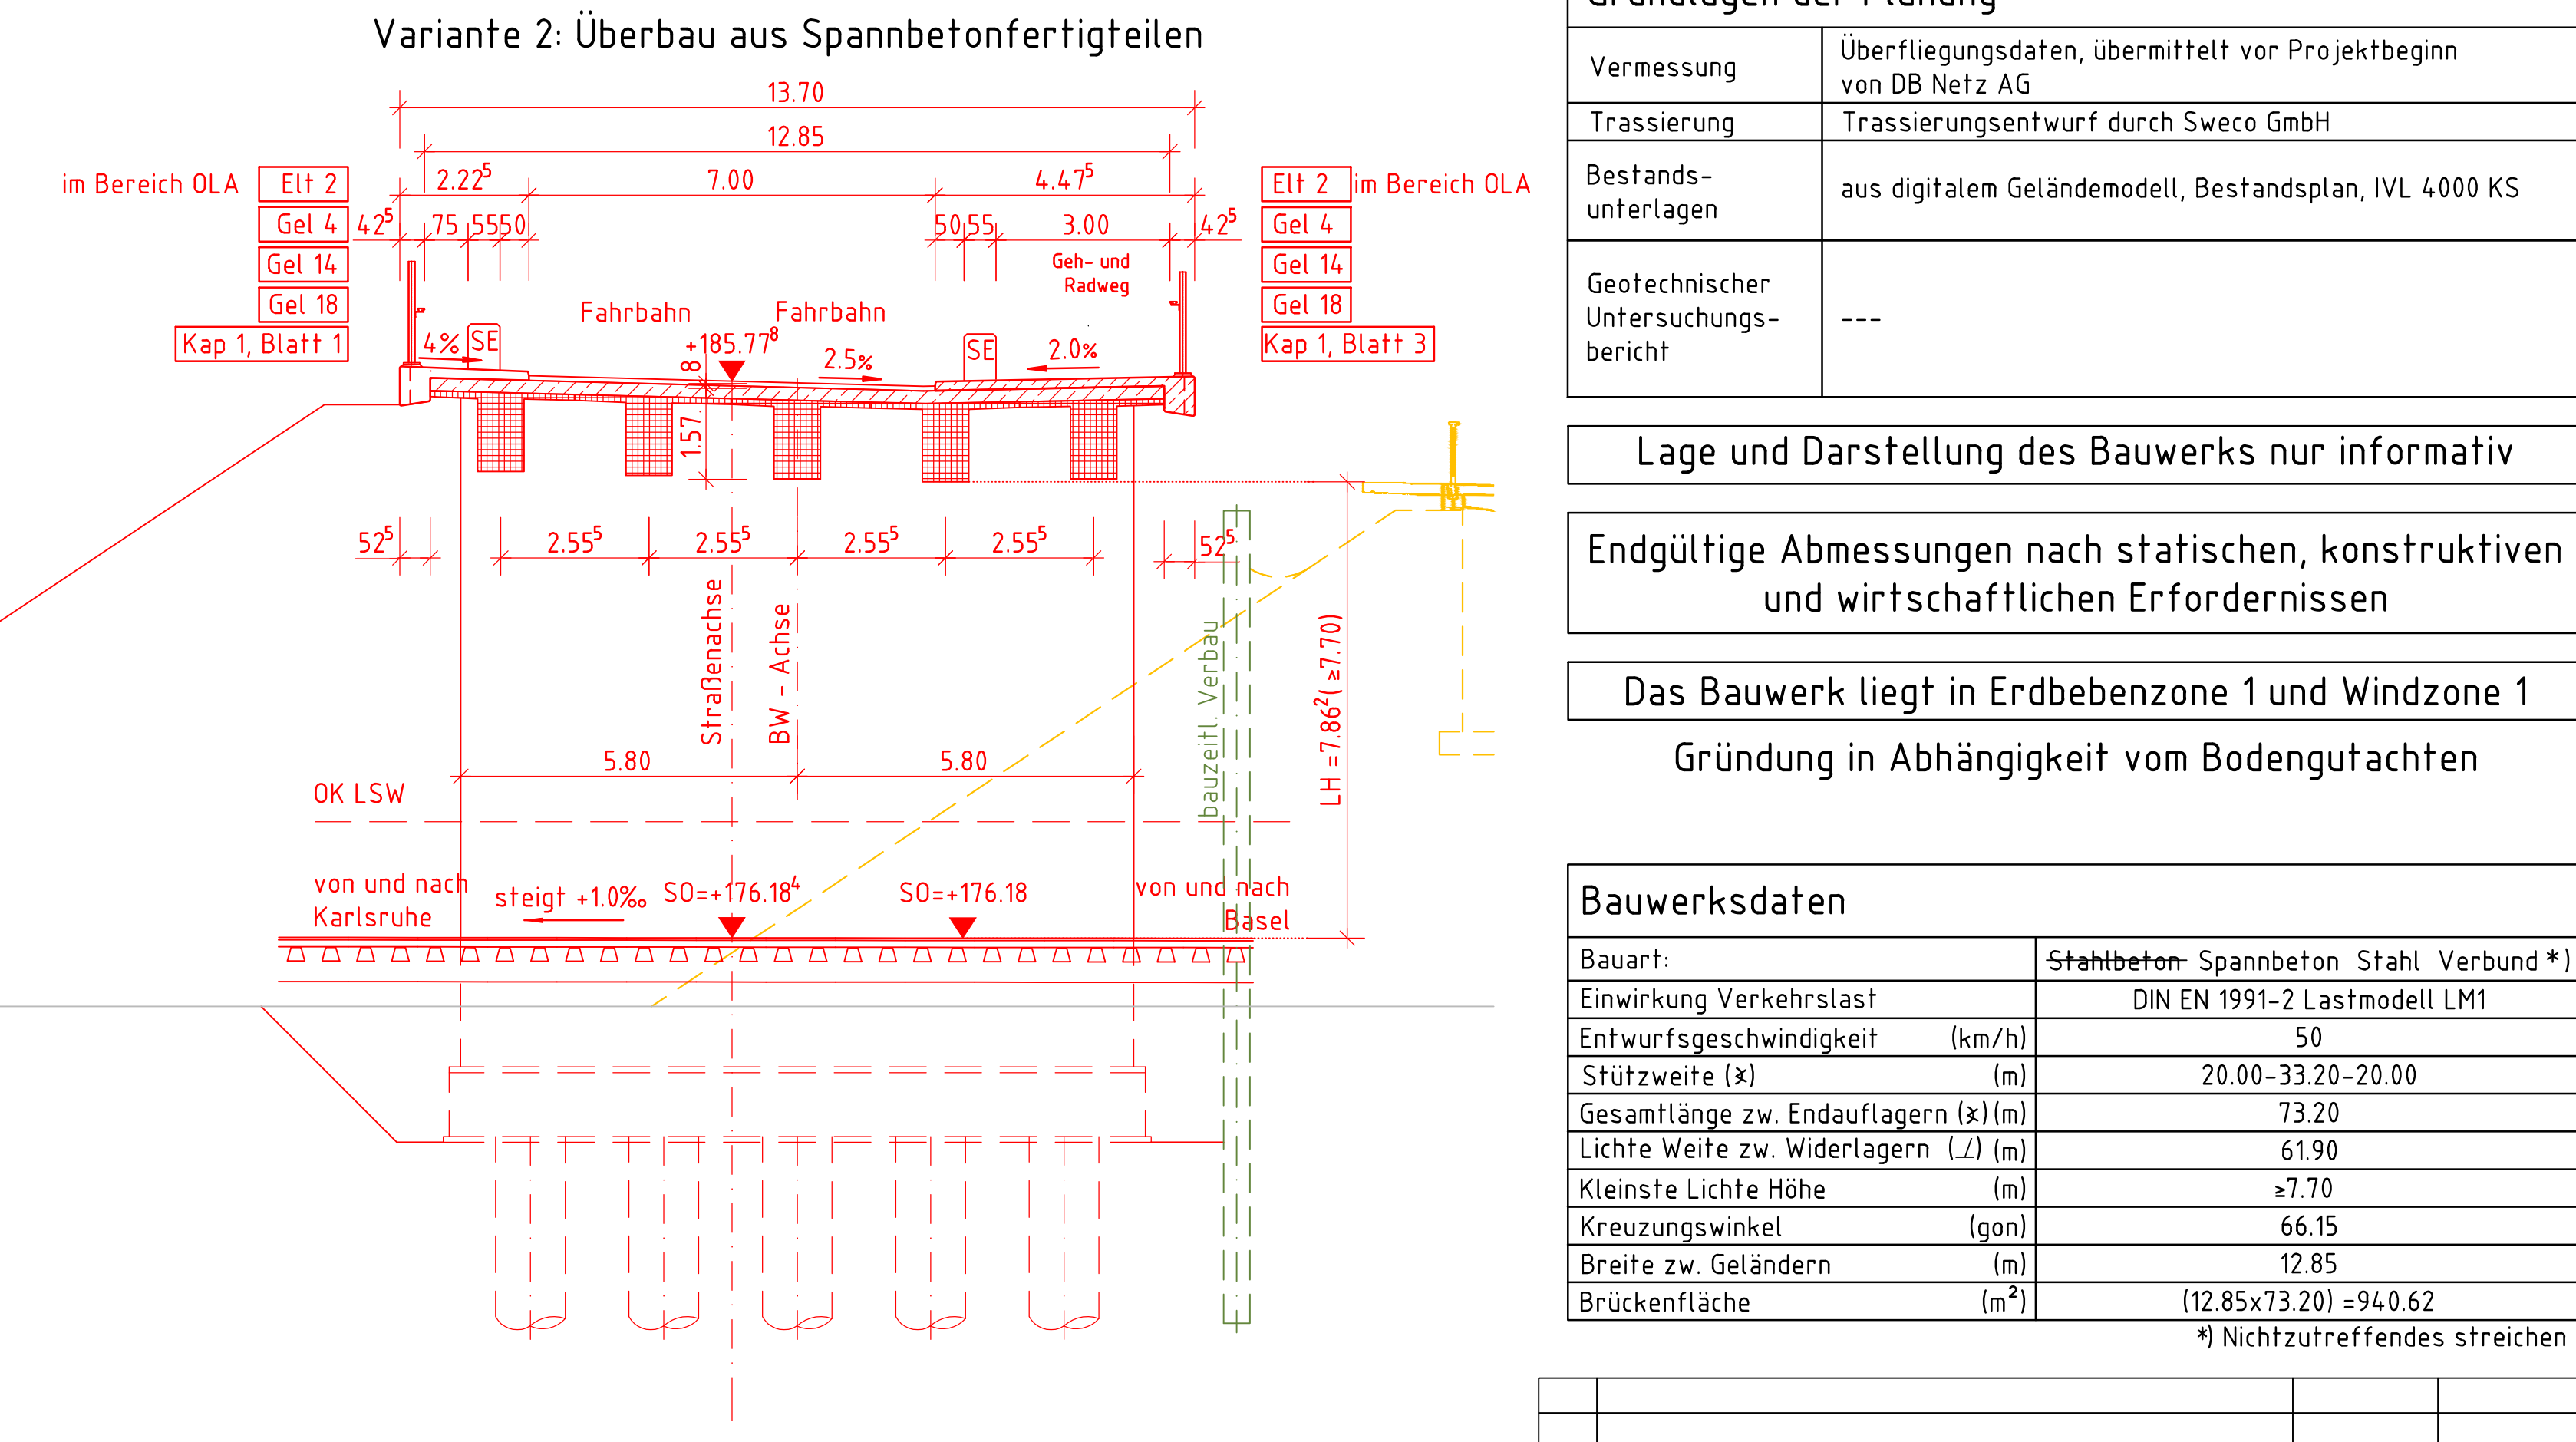 Variante 2: Überbau aus Spannbetonfertigteilen
13.70
12.85
2.22⁵
7.00
4.47⁵
42⁵
75
55
50
50
55
3.00
42⁵
im Bereich OLA
Elt 2
Gel 4
Gel 14
Gel 18
Kap 1, Blatt 1
Elt 2
im Bereich OLA
Gel 4
Gel 14
Gel 18
Kap 1, Blatt 3
Geh- und
Radweg
Fahrbahn
Fahrbahn
4%
SE
+185.77⁸
8
2.5%
SE
2.0%
1.57
52⁵
2.55⁵
2.55⁵
2.55⁵
2.55⁵
52⁵
Straßenachse
BW - Achse
bauzeitl. Verbau
LH =7.86²( ≥7.70)
5.80
5.80
OK LSW
von und nach
Karlsruhe
steigt +1.0‰
SO=+176.18⁴
SO=+176.18
von und nach
Basel
Grundlagen der Planung
Vermessung
Überfliegungsdaten, übermittelt vor Projektbeginn
von DB Netz AG
Trassierung
Trassierungsentwurf durch Sweco GmbH
Bestands-
unterlagen
aus digitalem Geländemodell, Bestandsplan, IVL 4000 KS
Geotechnischer
Untersuchungs-
bericht
---
Lage und Darstellung des Bauwerks nur informativ
Endgültige Abmessungen nach statischen, konstruktiven
und wirtschaftlichen Erfordernissen
Das Bauwerk liegt in Erdbebenzone 1 und Windzone 1
Gründung in Abhängigkeit vom Bodengutachten
Bauwerksdaten
Bauart: Stahlbeton Spannbeton Stahl Verbund *)
Einwirkung Verkehrslast DIN EN 1991-2 Lastmodell LM1
Entwurfsgeschwindigkeit (km/h) 50
Stützweite (∡) (m) 20.00-33.20-20.00
Gesamtlänge zw. Endauflagern (∡) (m) 73.20
Lichte Weite zw. Widerlagern (⊥) (m) 61.90
Kleinste Lichte Höhe (m) ≥7.70
Kreuzungswinkel (gon) 66.15
Breite zw. Geländern (m) 12.85
Brückenfläche (m²) (12.85x73.20) =940.62
*) Nichtzutreffendes streichen